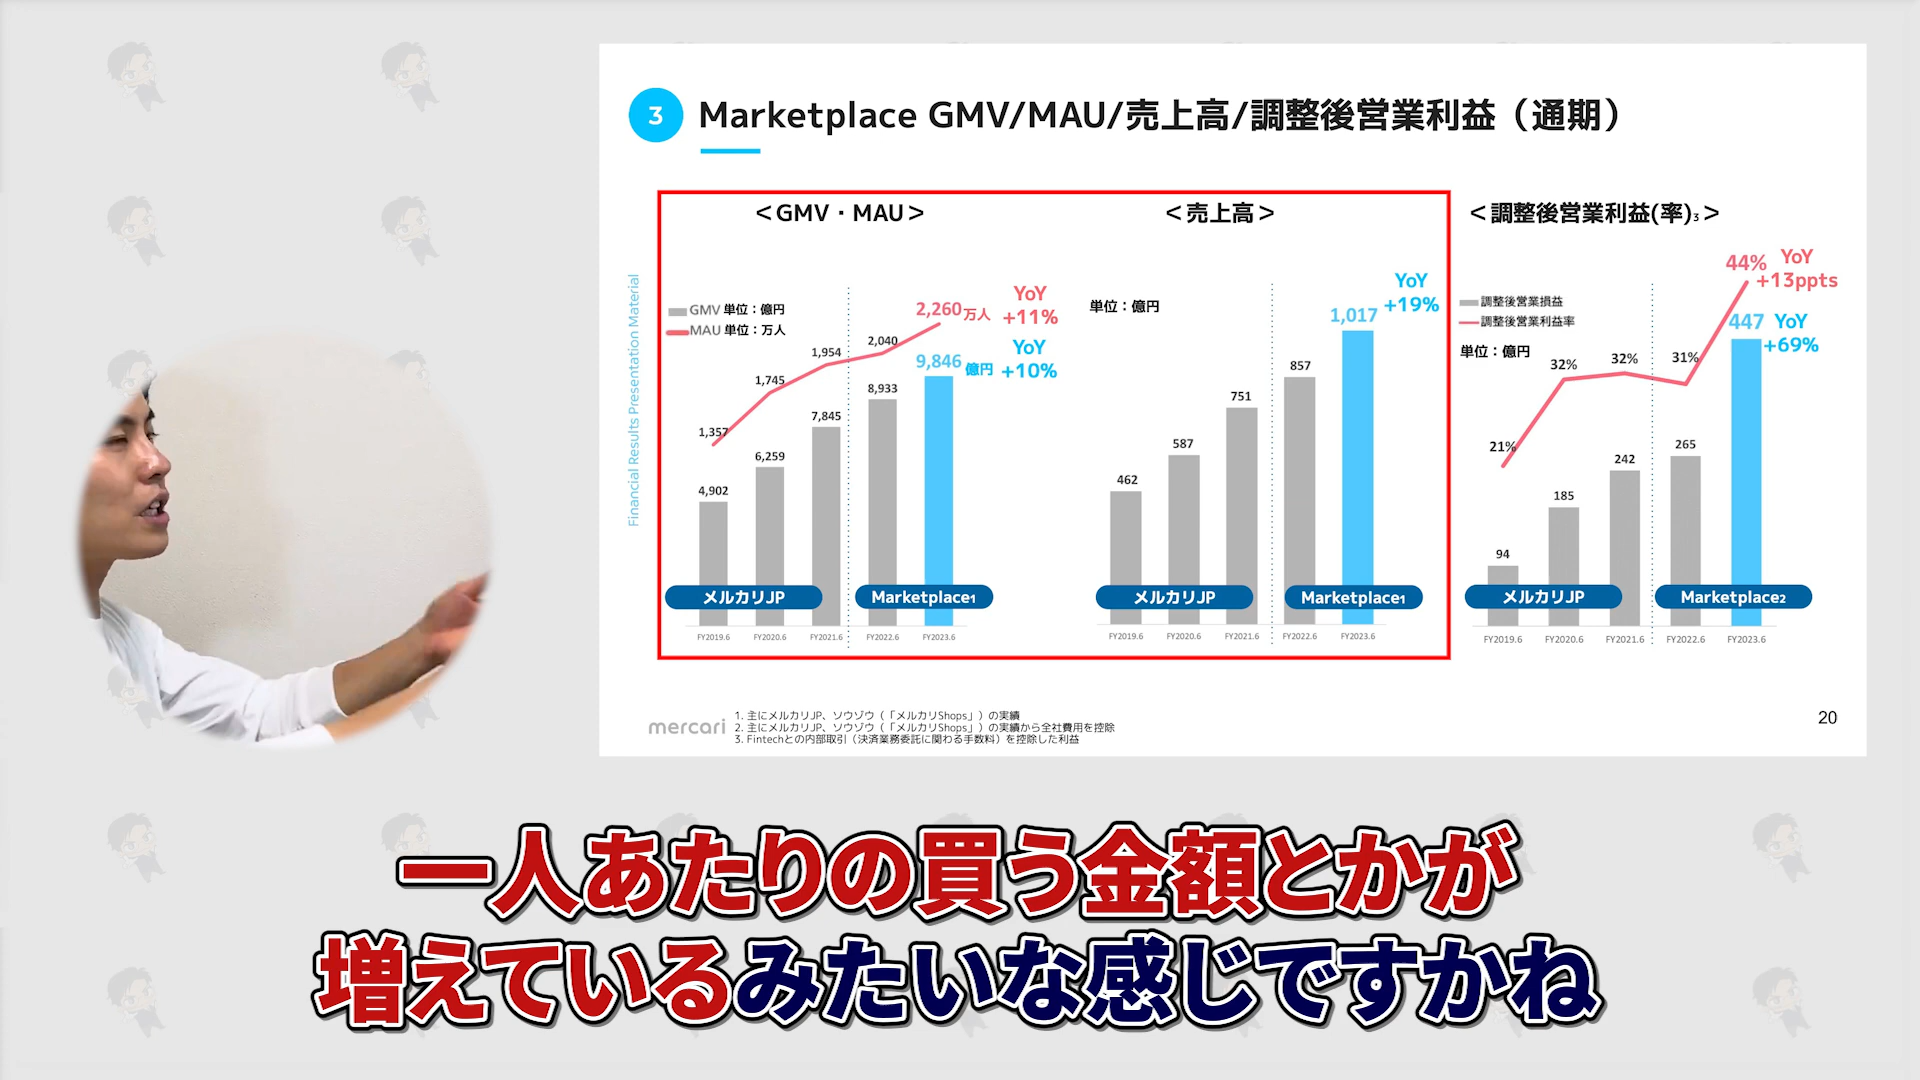 3 Marketplace GMV/MAU/売上高/調整後営業利益（通期）
Financial Results Presentation Material
＜GMV・MAU＞
GMV 単位：億円
MAU 単位：万人
1,357
1,745
1,954
2,040
2,260万人
YoY
+11%
4,902
6,259
7,845
8,933
9,846億円
YoY
+10%
メルカリJP
Marketplace1
FY2019.6 FY2020.6 FY2021.6 FY2022.6 FY2023.6
＜売上高＞
単位：億円
462
587
751
857
1,017
YoY
+19%
メルカリJP
Marketplace1
FY2019.6 FY2020.6 FY2021.6 FY2022.6 FY2023.6
＜調整後営業利益(率)3＞
調整後営業損益
調整後営業利益率
単位：億円
21%
32%
32%
31%
44%
YoY
+13ppts
94
185
242
265
447
YoY
+69%
メルカリJP
Marketplace2
FY2019.6 FY2020.6 FY2021.6 FY2022.6 FY2023.6
mercari
1. 主にメルカリJP、ソウゾウ（「メルカリShops」）の実績
2. 主にメルカリJP、ソウゾウ（「メルカリShops」）の実績から全社費用を控除
3. Fintechとの内部取引（決済業務委託に関わる手数料）を控除した利益
20
一人あたりの買う金額とかが
増えているみたいな感じですかね